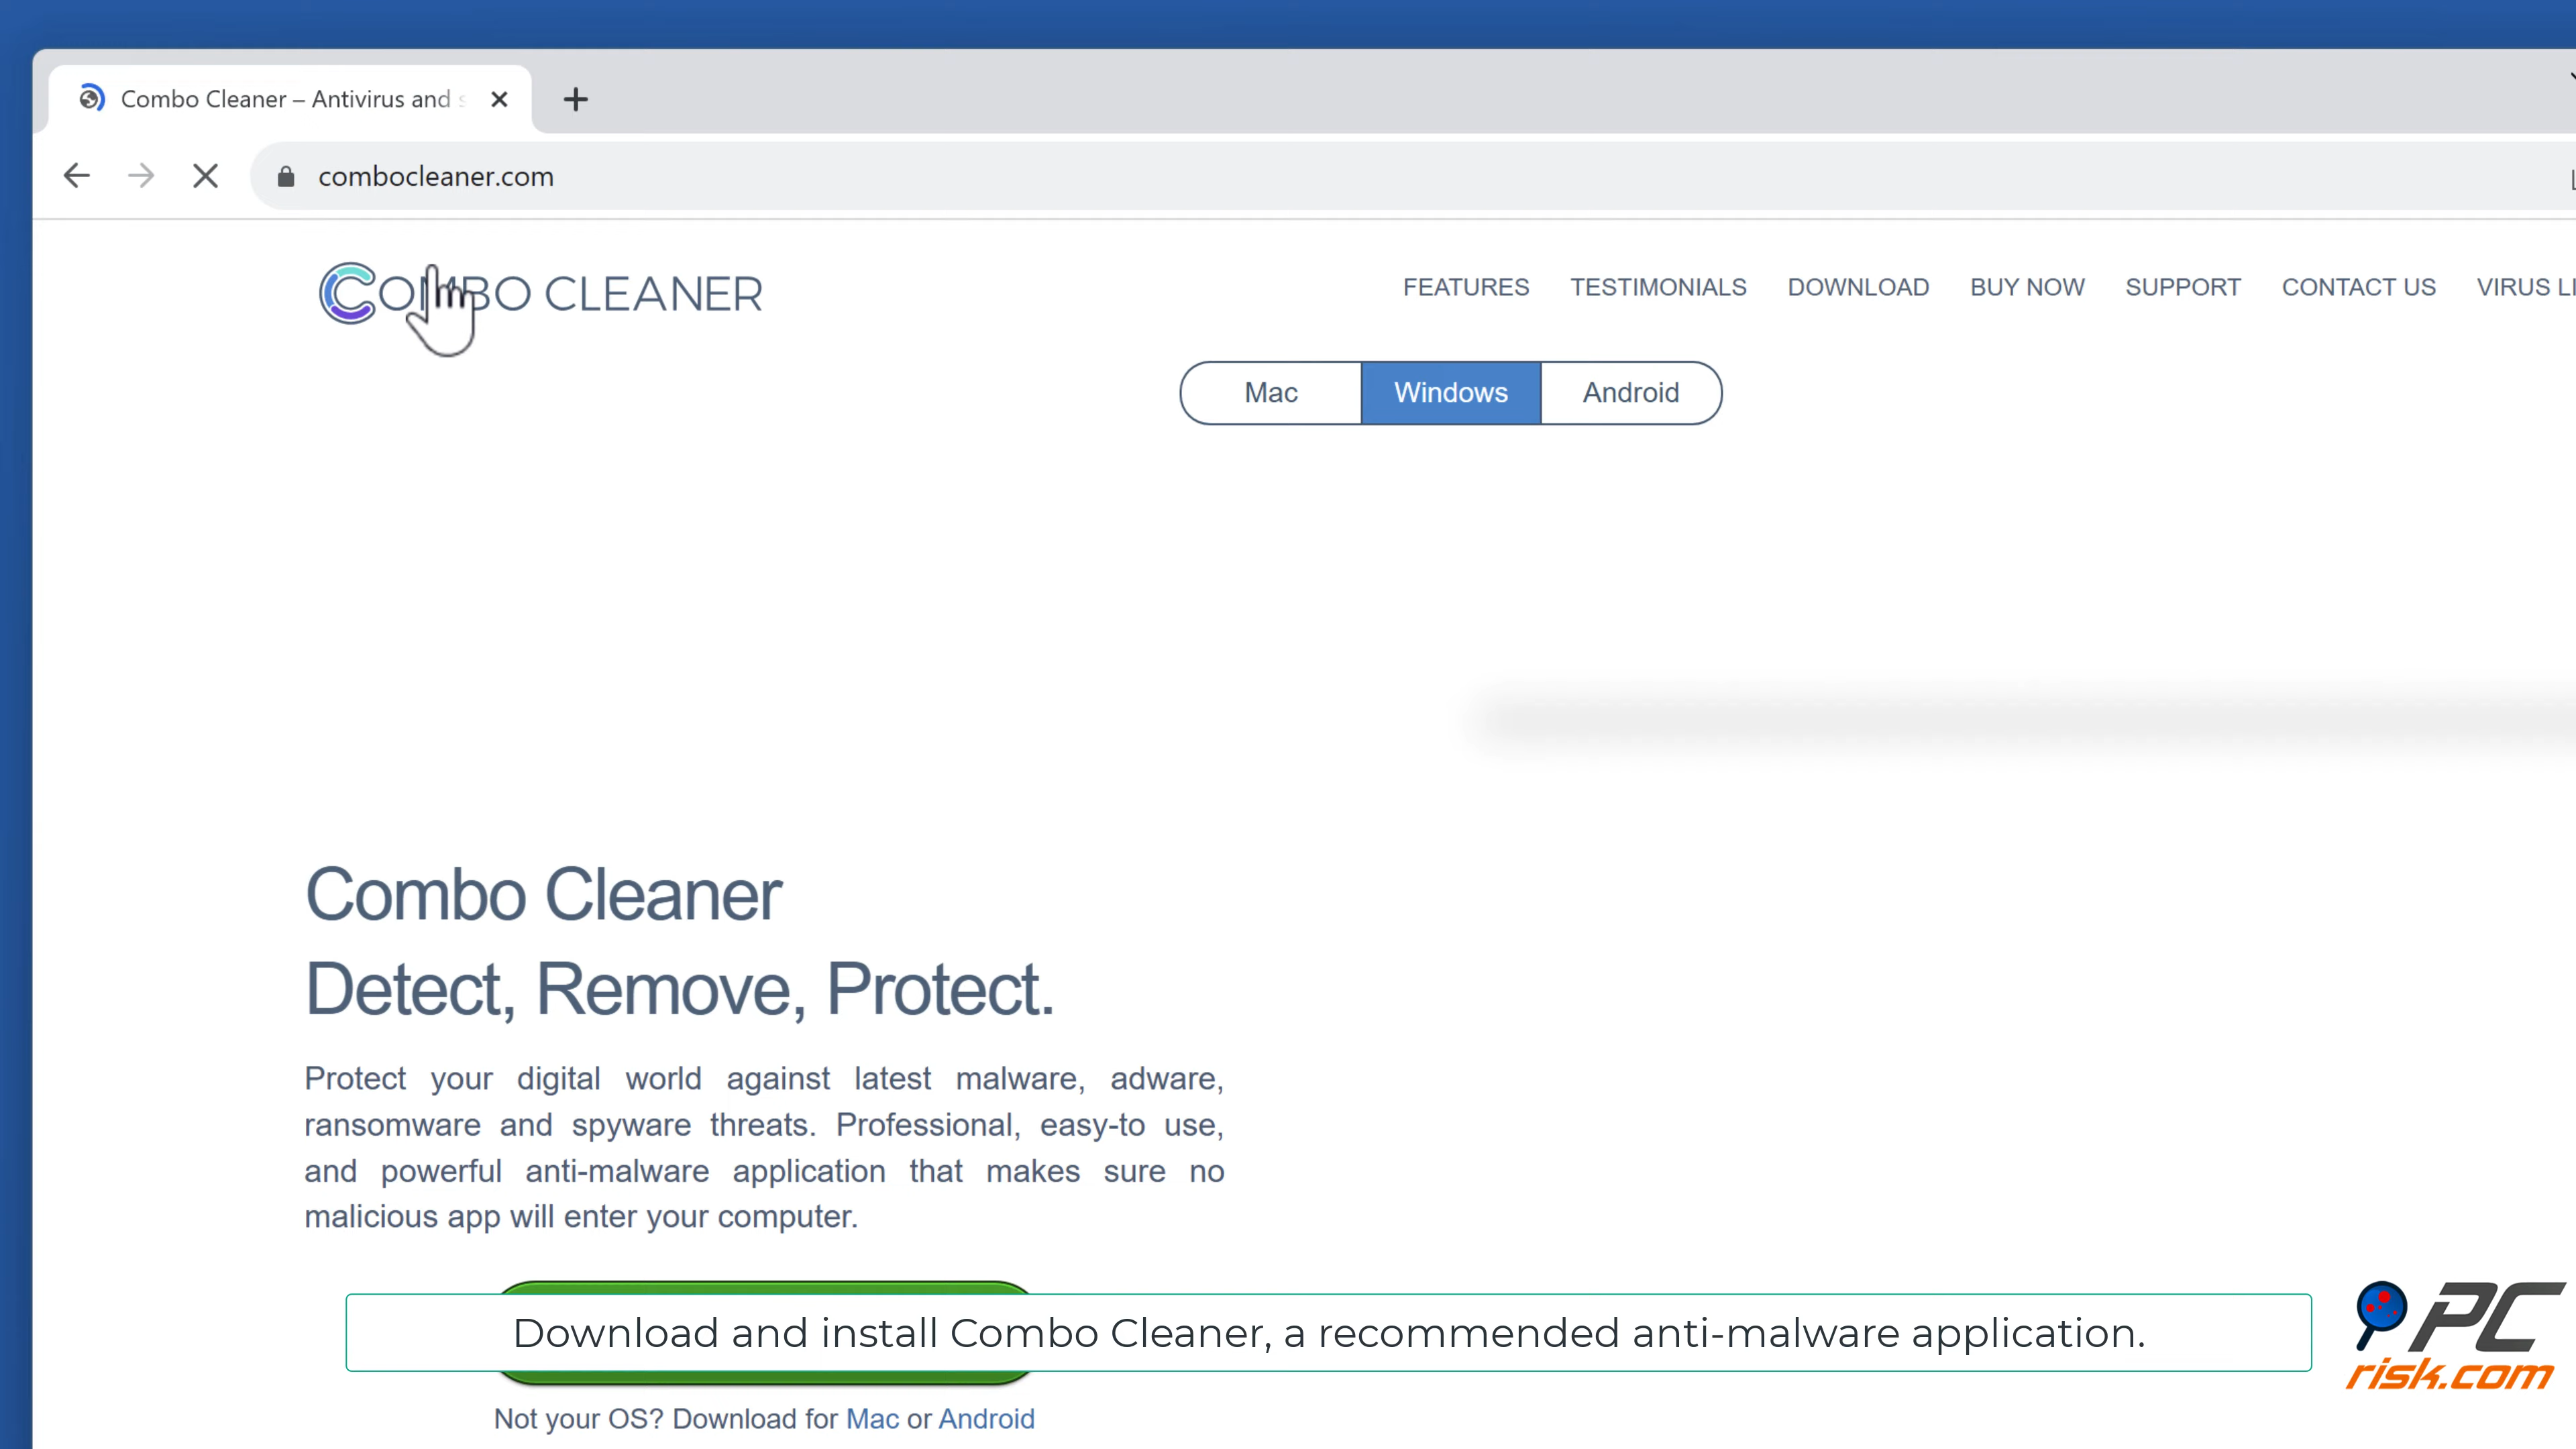 Combo Cleaner – Antivirus and
combocleaner.com
COMBO CLEANER
FEATURES TESTIMONIALS DOWNLOAD BUY NOW SUPPORT CONTACT US VIRUS
Mac Windows Android
Combo Cleaner
Detect, Remove, Protect.
Protect your digital world against latest malware, adware,
ransomware and spyware threats. Professional, easy-to use,
and powerful anti-malware application that makes sure no
malicious app will enter your computer.
Download and install Combo Cleaner, a recommended anti-malware application.
PC
risk.com
Not your OS? Download for Mac or Android